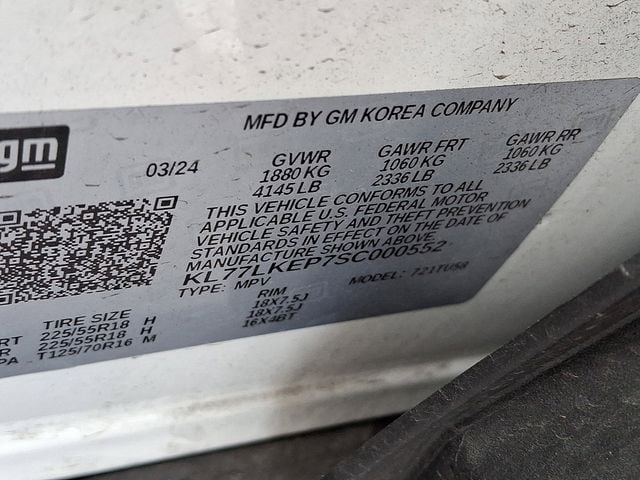 MFD BY GM KOREA COMPANY
gm
03/24
GVWR GAWR FRT GAWR RR
1880 KG 1060 KG 1060 KG
4145 LB 2336 LB 2336 LB
THIS VEHICLE CONFORMS TO ALL
APPLICABLE U.S. FEDERAL MOTOR
VEHICLE SAFETY AND THEFT PREVENTION
STANDARDS IN EFFECT ON THE DATE OF
MANUFACTURE SHOWN ABOVE.
KL77LKEP7SC000552
TYPE: MPV MODEL: 721TU58
TIRE SIZE RIM
RT 225/55R18 H 18X7.5J
R 225/55R18 H 18X7.5J
PA T125/70R16 M 16X4BT